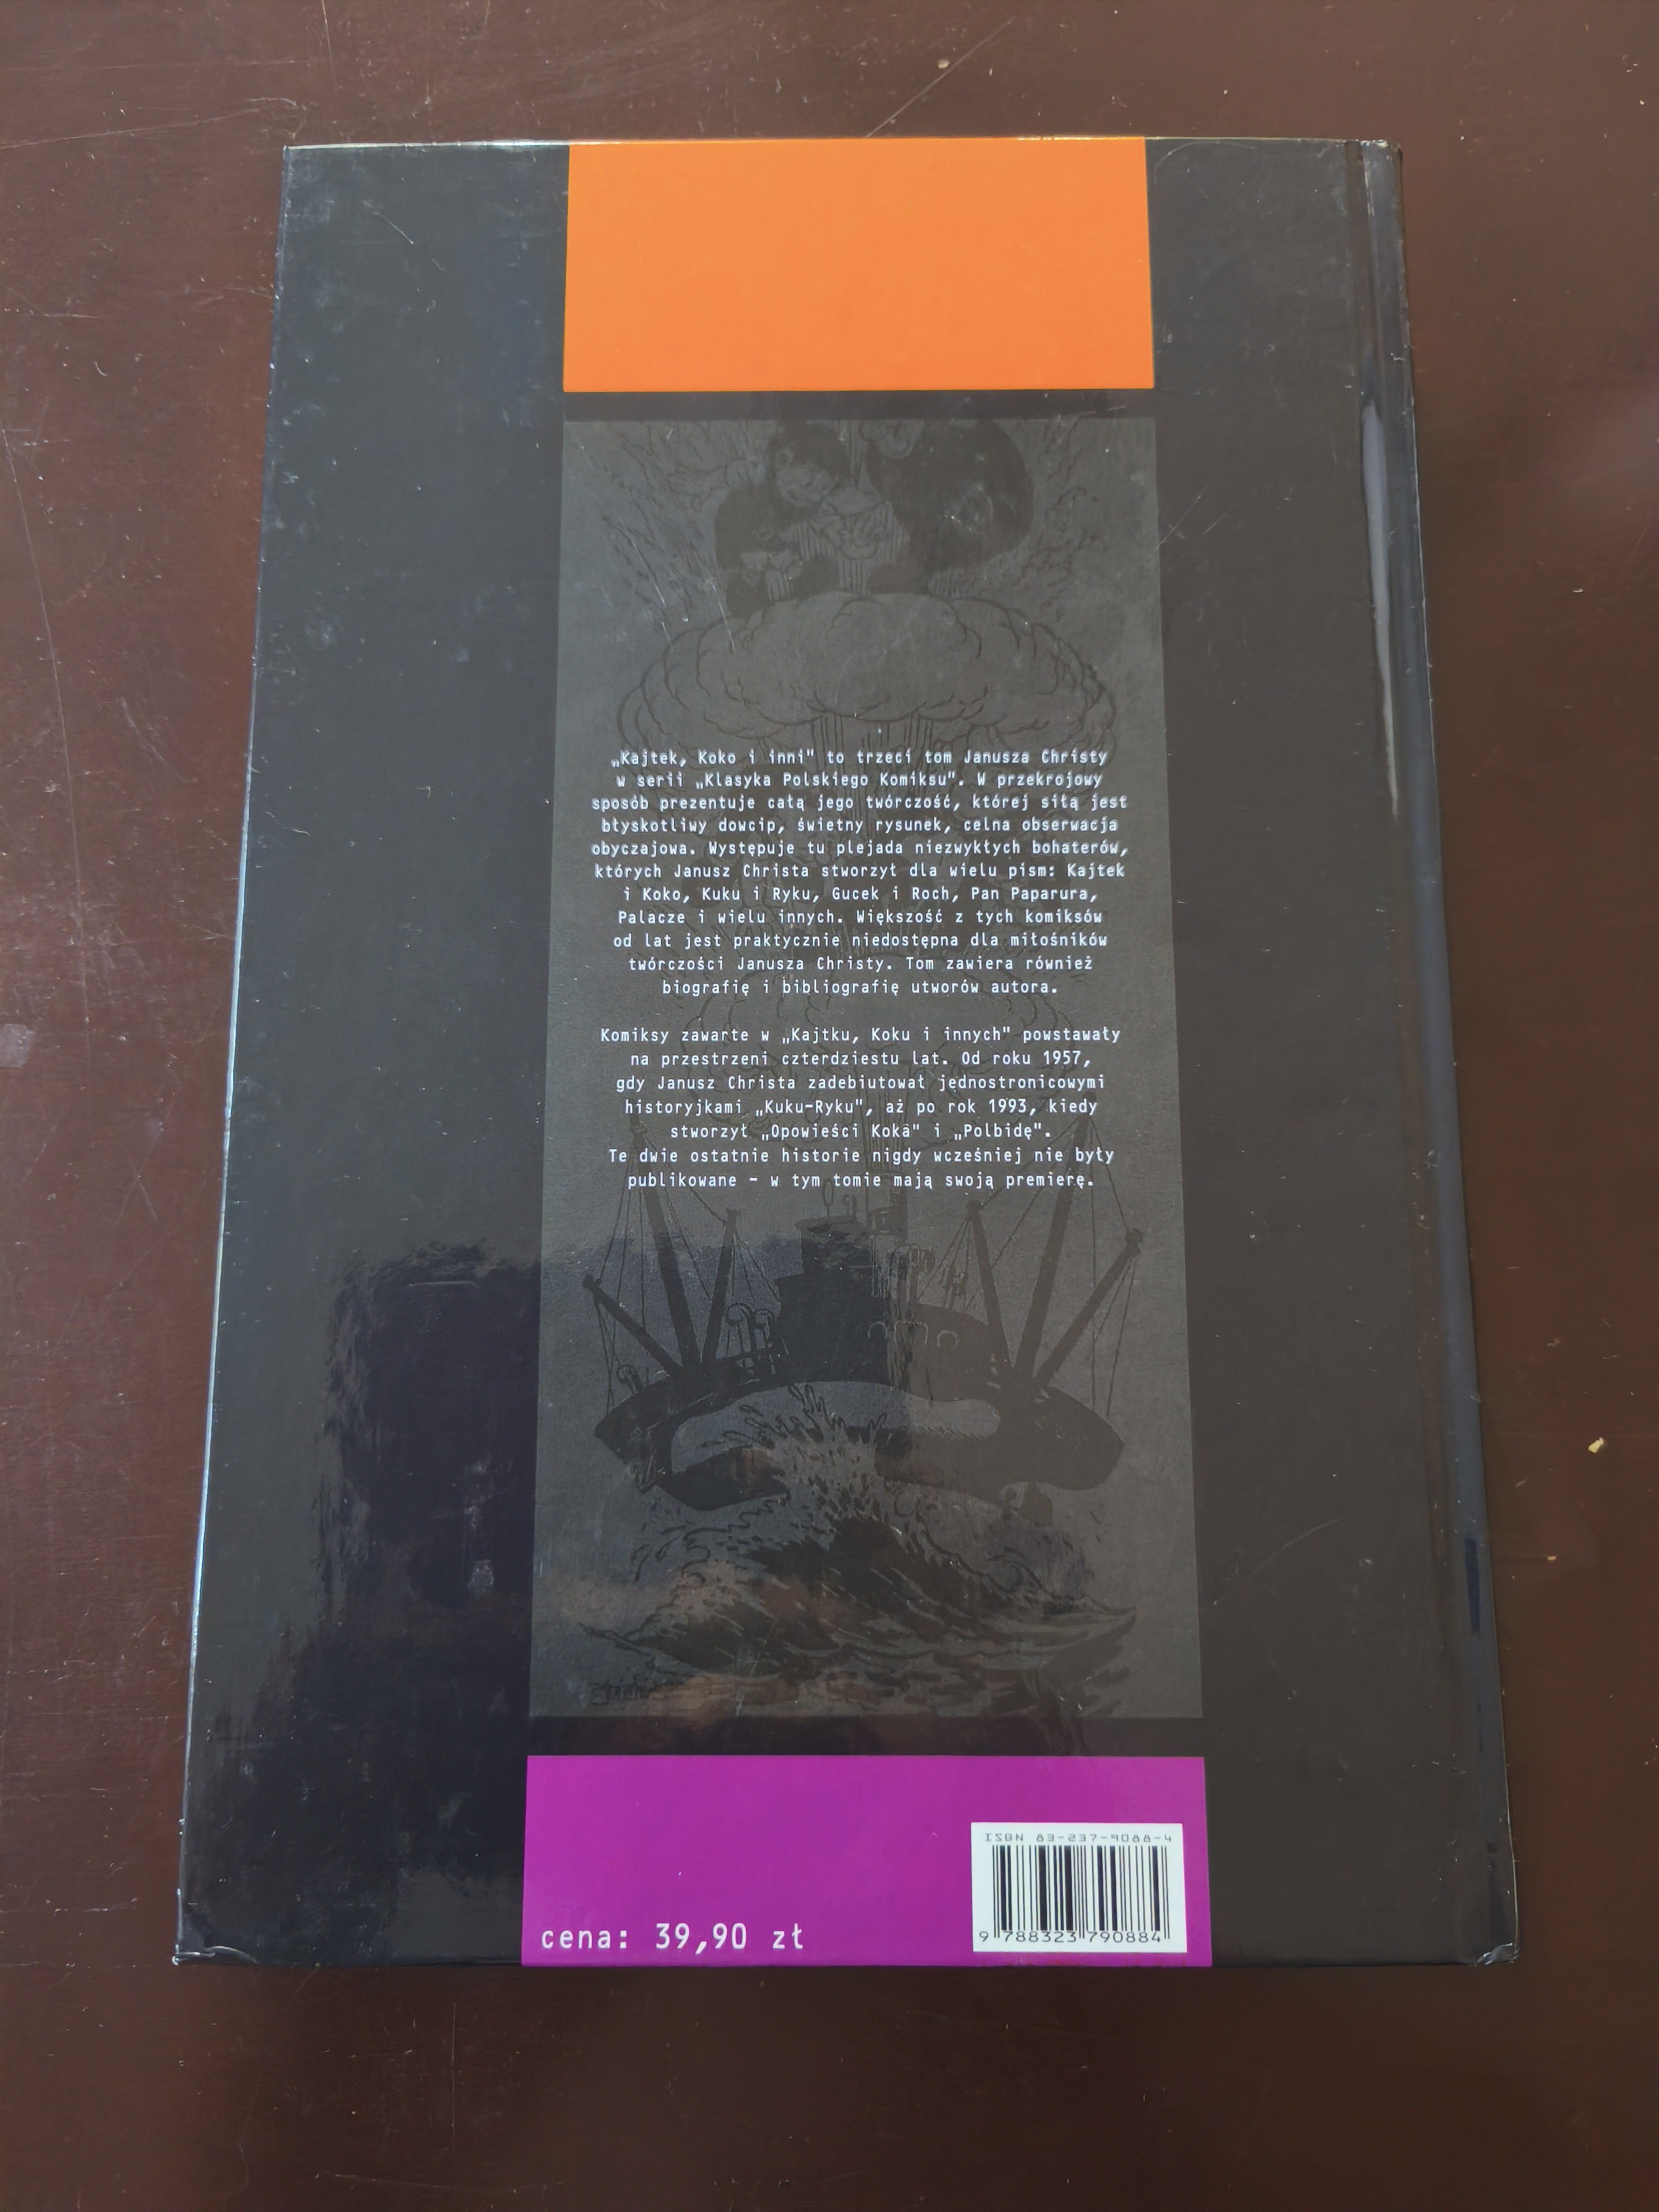 „Kajtek, Koko i inni" to trzeci tom Janusza Christy
w serii „Klasyka Polskiego Komiksu". W przekrojowy
sposób prezentuje całą jego twórczość, której siłą jest
błyskotliwy dowcip, świetny rysunek, celna obserwacja
obyczajowa. Występuje tu plejada niezwykłych bohaterów,
których Janusz Christa stworzył dla wielu pism: Kajtek
i Koko, Kuku i Ryku, Gucek i Roch, Pan Paparura,
Palacze i wielu innych. Większość z tych komiksów
od lat jest praktycznie niedostępna dla miłośników
twórczości Janusza Christy. Tom zawiera również
biografię i bibliografię utworów autora.
Komiksy zawarte w „Kajtku, Koku i innych" powstawały
na przestrzeni czterdziestu lat. Od roku 1957,
gdy Janusz Christa zadebiutował jednostronicowymi
historyjkami „Kuku-Ryku", aż po rok 1993, kiedy
stworzył „Opowieści Koka" i „Polbidę".
Te dwie ostatnie historie nigdy wcześniej nie były
publikowane - w tym tomie mają swoją premierę.
ISBN 83-237-9088-4
9 788323 790884
cena: 39,90 zł